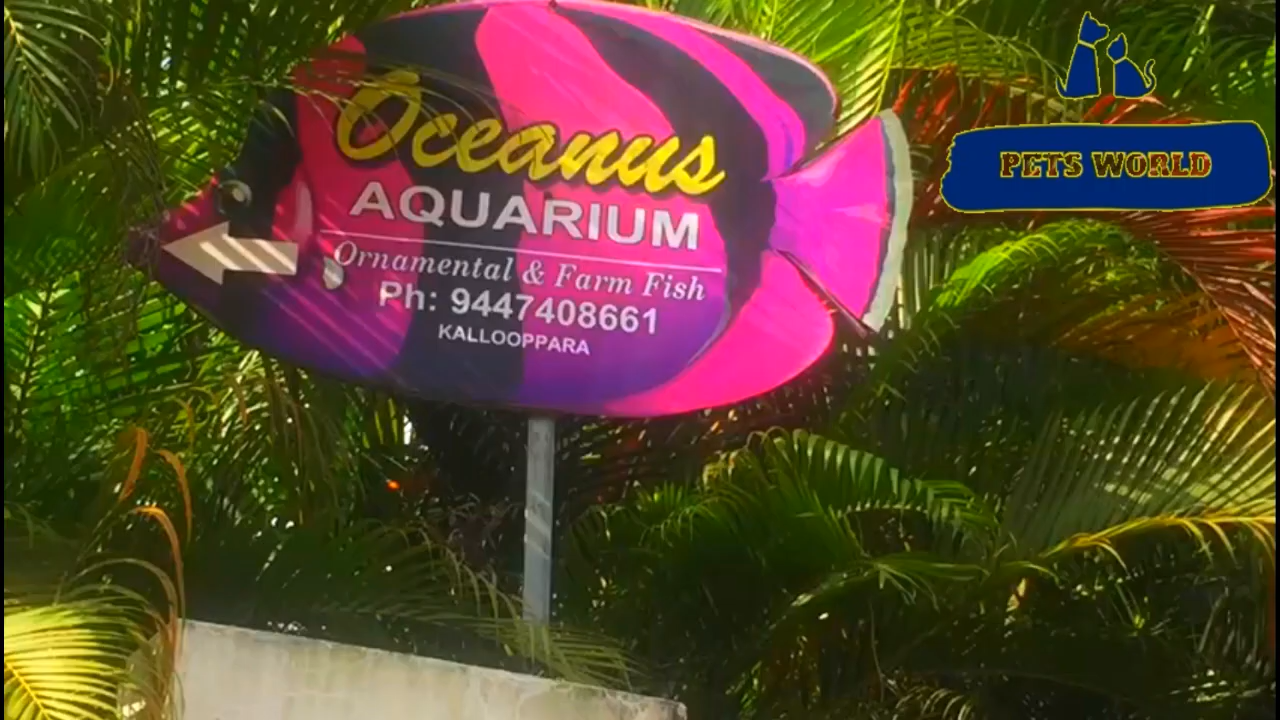 Oceanus
AQUARIUM
Ornamental & Farm Fish
Ph: 9447408661
KALLOOPPARA
PETS WORLD